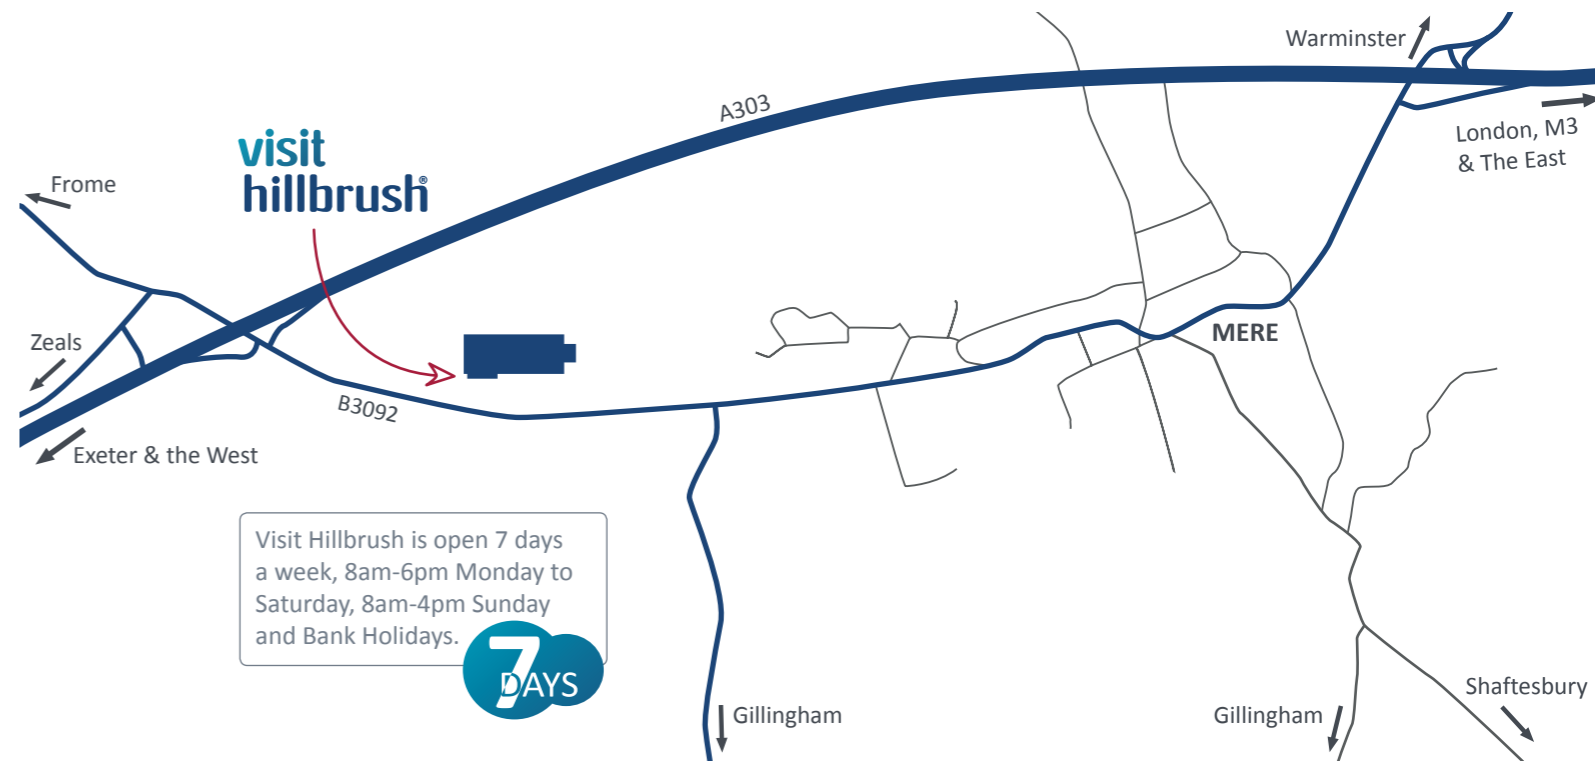 Warminster
A303
London, M3
& The East
visit
hillbrush®
Frome
Zeals
MERE
B3092
Exeter & the West
Visit Hillbrush is open 7 days
a week, 8am-6pm Monday to
Saturday, 8am-4pm Sunday
and Bank Holidays.
7
DAYS
Gillingham
Gillingham
Shaftesbury